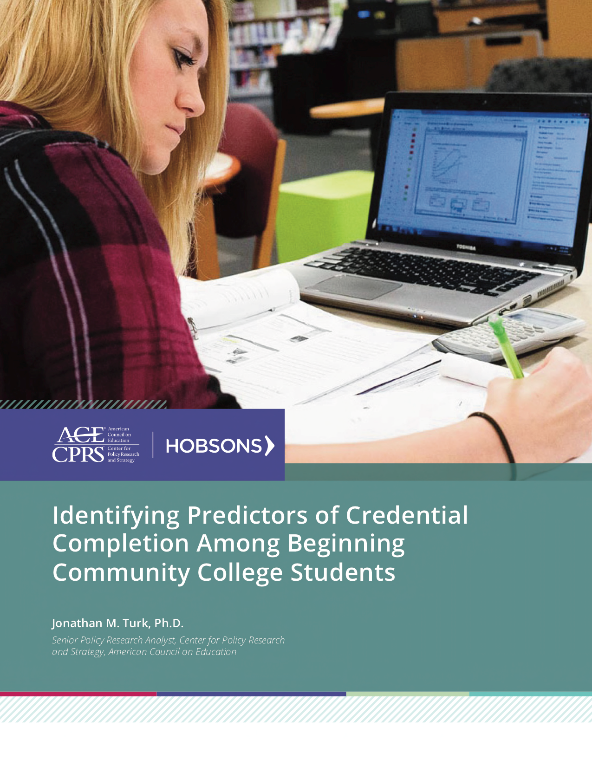 TOSHIBA
ACE
American
Council on
Education
CPRS
Center for
Policy Research
and Strategy
HOBSONS
Identifying Predictors of Credential
Completion Among Beginning
Community College Students
Jonathan M. Turk, Ph.D.
Senior Policy Research Analyst, Center for Policy Research
and Strategy, American Council on Education